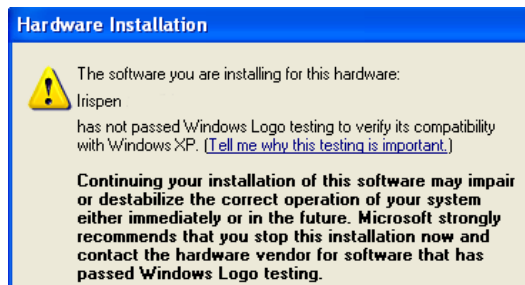 Hardware Installation
The software you are installing for this hardware:
Irispen
has not passed Windows Logo testing to verify its compatibility
with Windows XP. (Tell me why this testing is important.)
Continuing your installation of this software may impair
or destabilize the correct operation of your system
either immediately or in the future. Microsoft strongly
recommends that you stop this installation now and
contact the hardware vendor for software that has
passed Windows Logo testing.